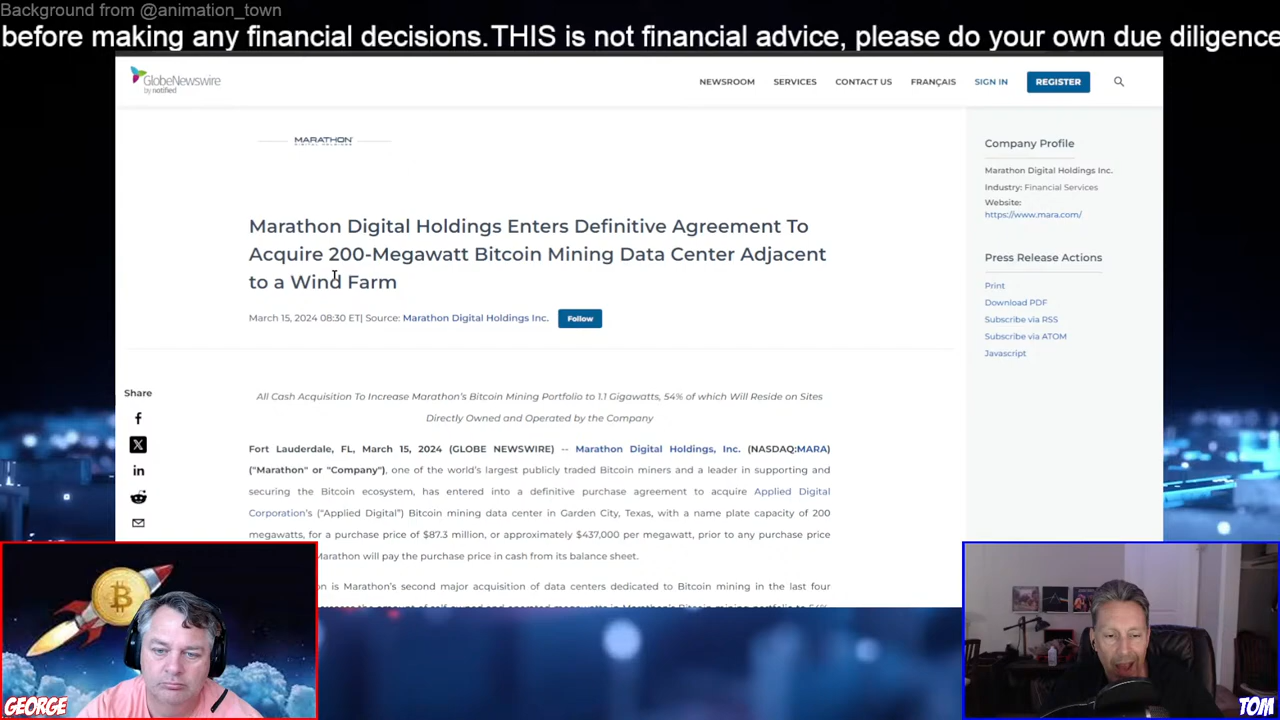 Background from @animation_town
before making any financial decisions.THIS is not financial advice, please do your own due diligence
GlobeNewswire
by notified
NEWSROOM SERVICES CONTACT US FRANÇAIS SIGN IN REGISTER
MARATHON
DIGITAL HOLDINGS
Marathon Digital Holdings Enters Definitive Agreement To
Acquire 200-Megawatt Bitcoin Mining Data Center Adjacent
to a Wind Farm
March 15, 2024 08:30 ET| Source: Marathon Digital Holdings Inc. Follow
Company Profile
Marathon Digital Holdings Inc.
Industry: Financial Services
Website:
https://www.mara.com/
Press Release Actions
Print
Download PDF
Subscribe via RSS
Subscribe via ATOM
Javascript
Share
All Cash Acquisition To Increase Marathon's Bitcoin Mining Portfolio to 1.1 Gigawatts, 54% of which Will Reside on Sites
Directly Owned and Operated by the Company
Fort Lauderdale, FL, March 15, 2024 (GLOBE NEWSWIRE) -- Marathon Digital Holdings, Inc. (NASDAQ:MARA)
("Marathon" or "Company"), one of the world's largest publicly traded Bitcoin miners and a leader in supporting and
securing the Bitcoin ecosystem, has entered into a definitive purchase agreement to acquire Applied Digital
Corporation's ("Applied Digital") Bitcoin mining data center in Garden City, Texas, with a name plate capacity of 200
megawatts, for a purchase price of $87.3 million, or approximately $437,000 per megawatt, prior to any purchase price
Marathon will pay the purchase price in cash from its balance sheet.
is Marathon's second major acquisition of data centers dedicated to Bitcoin mining in the last four
GEORGE
TOM